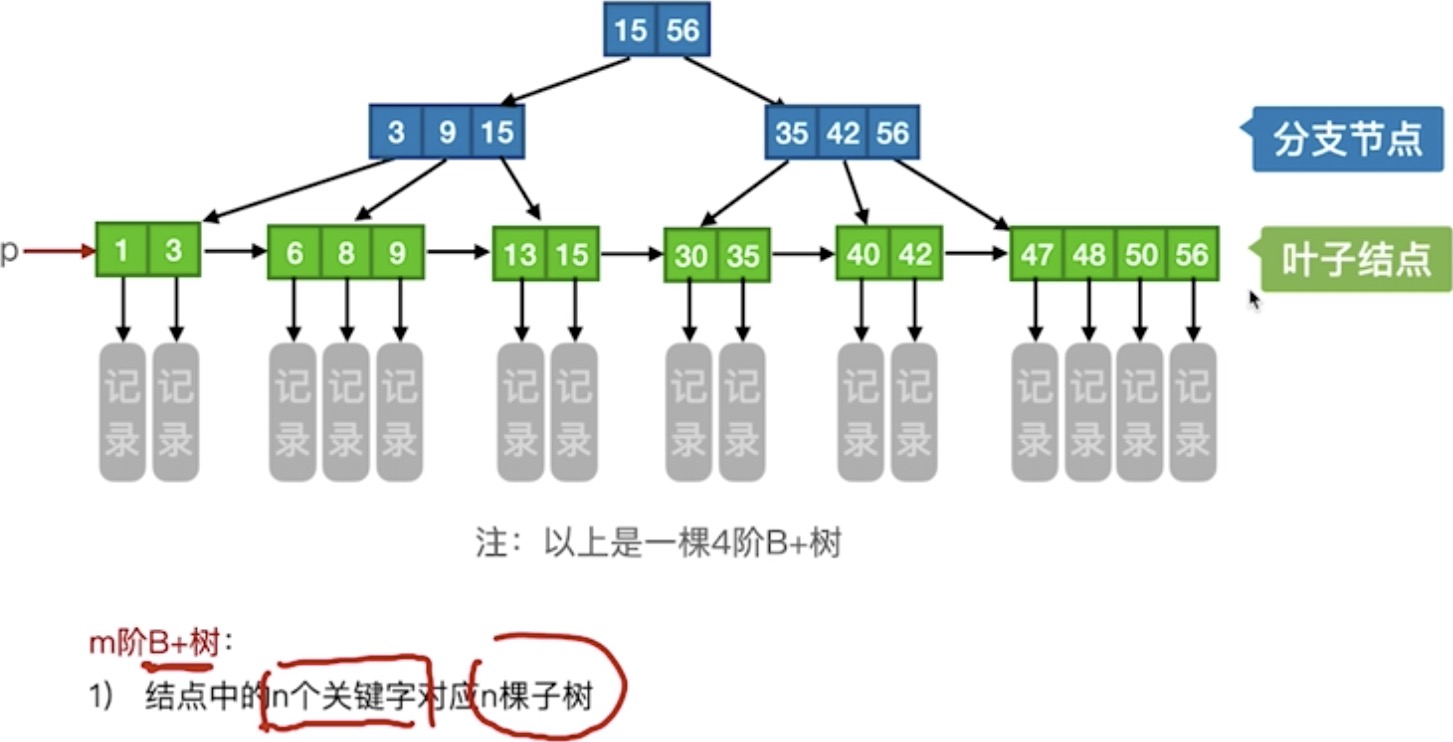 15 56
3 9 15 35 42 56 分支节点
p 1 3 6 8 9 13 15 30 35 40 42 47 48 50 56 叶子结点
记录 记录 记录 记录 记录 记录 记录 记录 记录 记录 记录 记录 记录 记录 记录
注：以上是一棵4阶B+树
m阶B+树：
1） 结点中的n个关键字对应n棵子树